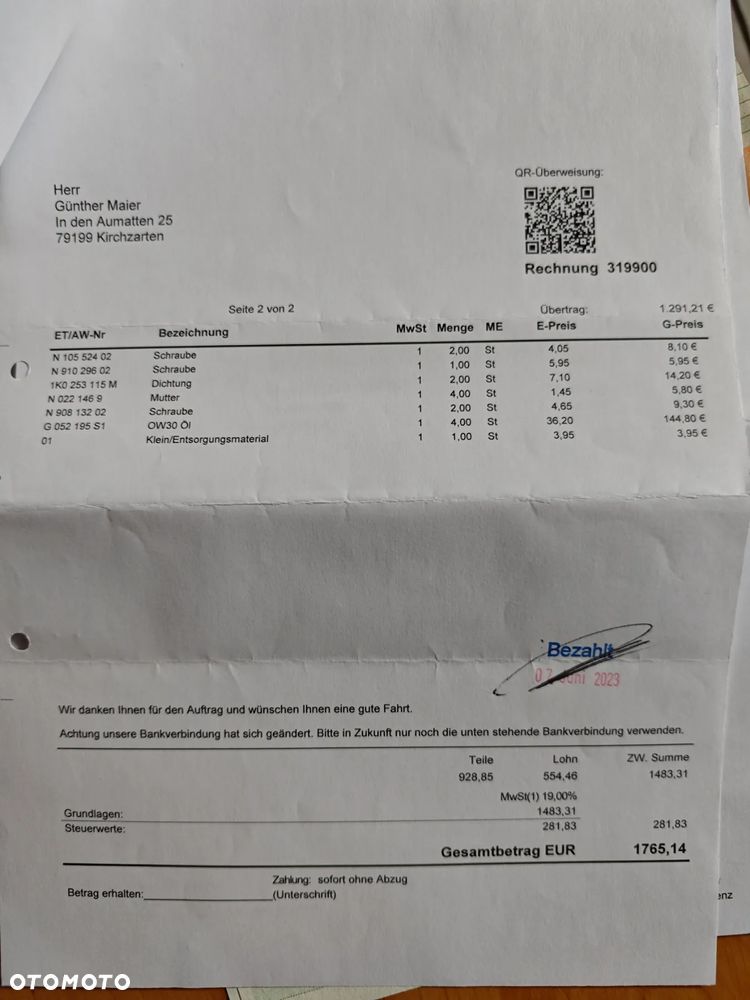 QR-Überweisung:
Herr
Günther Maier
In den Aumatten 25
79199 Kirchzarten
Rechnung 319900
Seite 2 von 2 Übertrag: 1.291,21 €
ET/AW-Nr Bezeichnung MwSt Menge ME E-Preis G-Preis
N 105 524 02 Schraube 1 2,00 St 4,05 8,10 €
N 910 296 02 Schraube 1 1,00 St 5,95 5,95 €
1K0 253 115 M Dichtung 1 2,00 St 7,10 14,20 €
N 022 146 9 Mutter 1 4,00 St 1,45 5,80 €
N 908 132 02 Schraube 1 2,00 St 4,65 9,30 €
G 052 195 S1 OW30 Öl 1 4,00 St 36,20 144,80 €
01 Klein/Entsorgungsmaterial 1 1,00 St 3,95 3,95 €
Bezahlt
07. Juni 2023
Wir danken Ihnen für den Auftrag und wünschen Ihnen eine gute Fahrt.
Achtung unsere Bankverbindung hat sich geändert. Bitte in Zukunft nur noch die unten stehende Bankverbindung verwenden.
Teile Lohn ZW. Summe
928,85 554,46 1483,31
MwSt(1) 19,00%
Grundlagen: 1483,31
Steuerwerte: 281,83 281,83
Gesamtbetrag EUR 1765,14
Zahlung: sofort ohne Abzug
Betrag erhalten: (Unterschrift)
enz
OTOMOTO